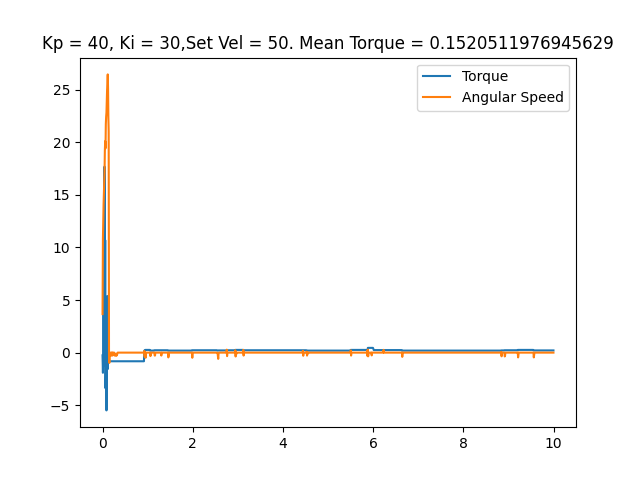 Kp = 40, Ki = 30,Set Vel = 50. Mean Torque = 0.1520511976945629
Torque
Angular Speed
25
20
15
10
5
0
−5
0 2 4 6 8 10